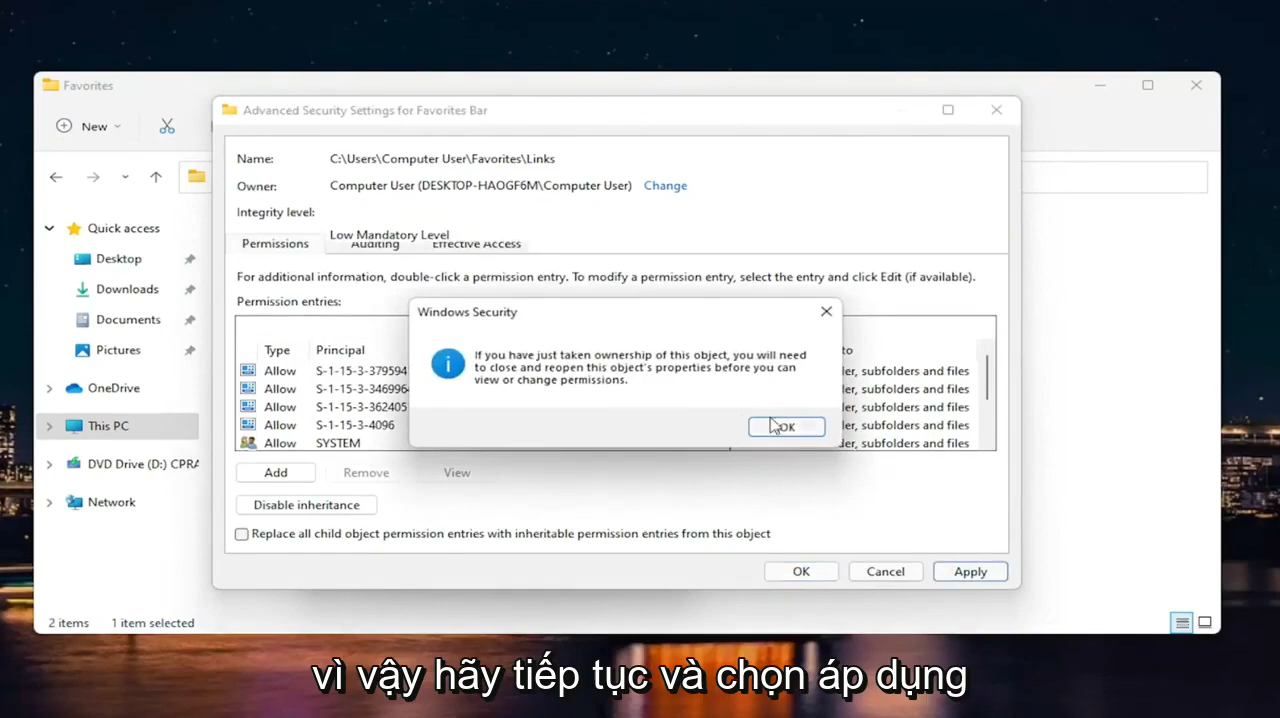 Favorites
New
Advanced Security Settings for Favorites Bar
Name: C:\Users\Computer User\Favorites\Links
Owner: Computer User (DESKTOP-HAOGF6M\Computer User) Change
Integrity level:
Low Mandatory Level
Permissions Auditing Effective Access
For additional information, double-click a permission entry. To modify a permission entry, select the entry and click Edit (if available).
Permission entries:
Type Principal to
Allow S-1-15-3-379594 er, subfolders and files
Allow S-1-15-3-346996 er, subfolders and files
Allow S-1-15-3-362405 er, subfolders and files
Allow S-1-15-3-4096 er, subfolders and files
Allow SYSTEM er, subfolders and files
Windows Security
If you have just taken ownership of this object, you will need
to close and reopen this object's properties before you can
view or change permissions.
OK
Add Remove View
Disable inheritance
Replace all child object permission entries with inheritable permission entries from this object
OK Cancel Apply
Quick access
Desktop
Downloads
Documents
Pictures
OneDrive
This PC
DVD Drive (D:) CPRA
Network
2 items 1 item selected
vì vậy hãy tiếp tục và chọn áp dụng